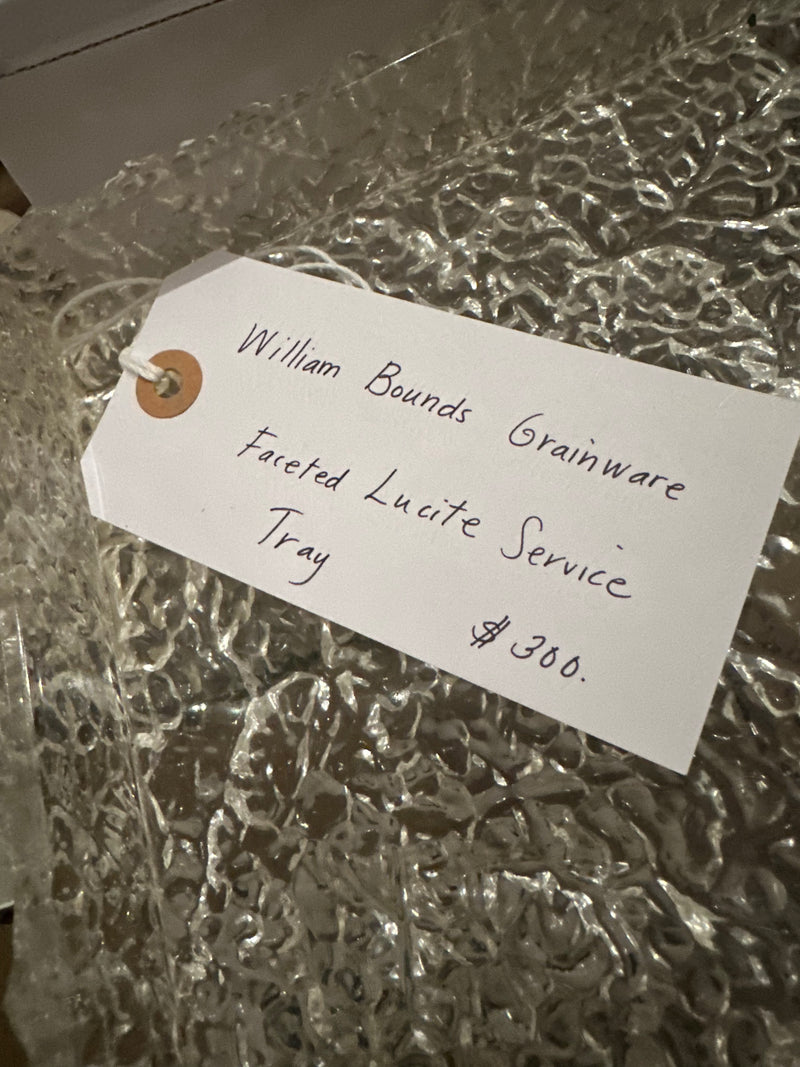 William Bounds Grainware
Faceted Lucite Service
Tray
$ 300.